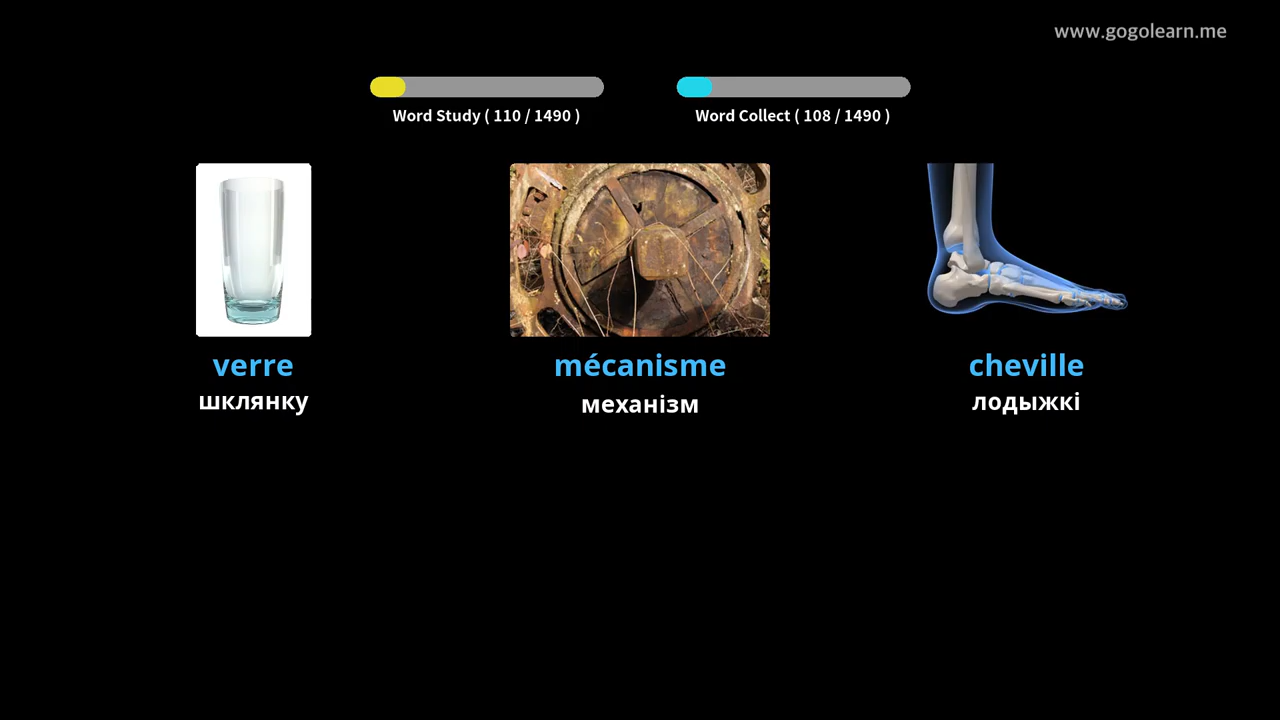 www.gogolearn.me
Word Study ( 110 / 1490 )
Word Collect ( 108 / 1490 )
verre
шклянку
mécanisme
механізм
cheville
лодыжкі